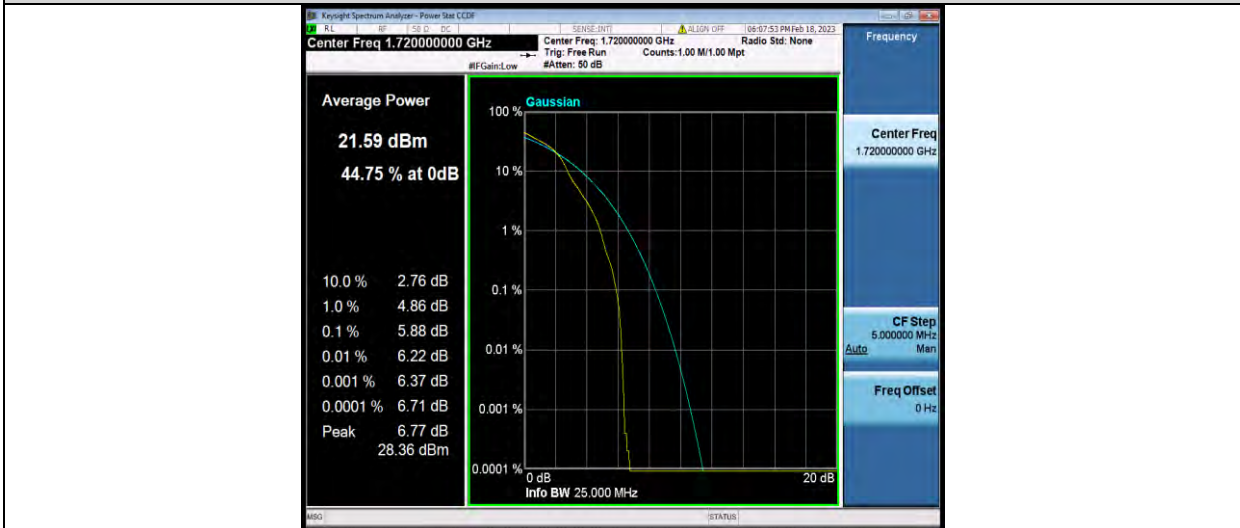 Keysight Spectrum Analyzer - Power Stat CCDF
RL RF 50 Ω DC SENSE:INT ALIGN OFF 06:07:53 PM Feb 18, 2023
Center Freq 1.720000000 GHz
Center Freq: 1.720000000 GHz Radio Std: None
Trig: Free Run Counts:1.00 M/1.00 Mpt
#IFGain:Low #Atten: 50 dB
Frequency
Average Power
21.59 dBm
44.75 % at 0dB
10.0 % 2.76 dB
1.0 % 4.86 dB
0.1 % 5.88 dB
0.01 % 6.22 dB
0.001 % 6.37 dB
0.0001 % 6.71 dB
Peak 6.77 dB
28.36 dBm
Gaussian
100 %
10 %
1 %
0.1 %
0.01 %
0.001 %
0.0001 %
0 dB 20 dB
Info BW 25.000 MHz
Center Freq
1.720000000 GHz
CF Step
5.000000 MHz
Auto Man
Freq Offset
0 Hz
MSG STATUS